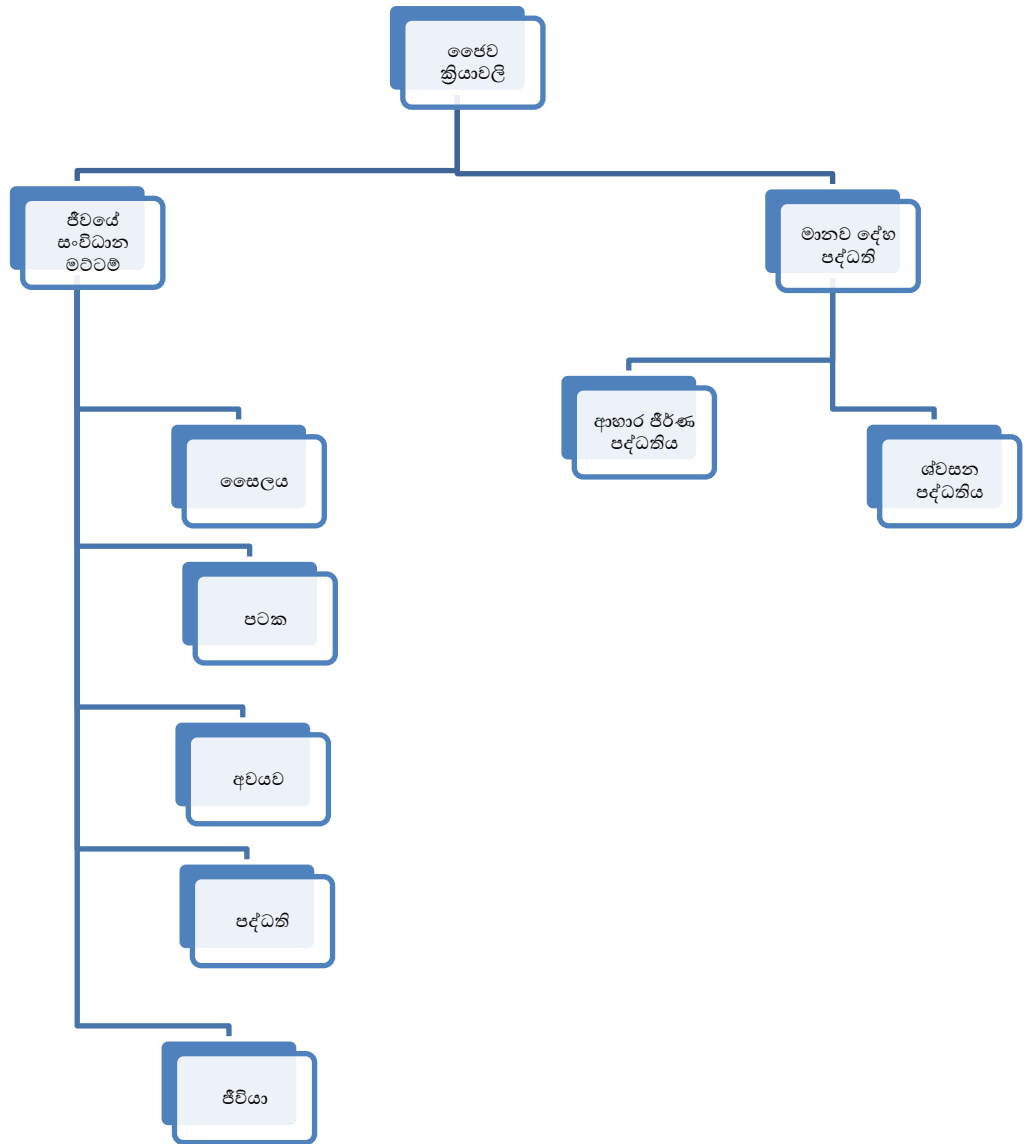 ජෛව
ක්‍රියාවලි
ජීවයේ
සංවිධාන
මට්ටම්
මානව දේහ
පද්ධති
ආහාර ජීර්ණ
පද්ධතිය
ශ්වසන
පද්ධතිය
සෛලය
පටක
අවයව
පද්ධති
ජීවියා